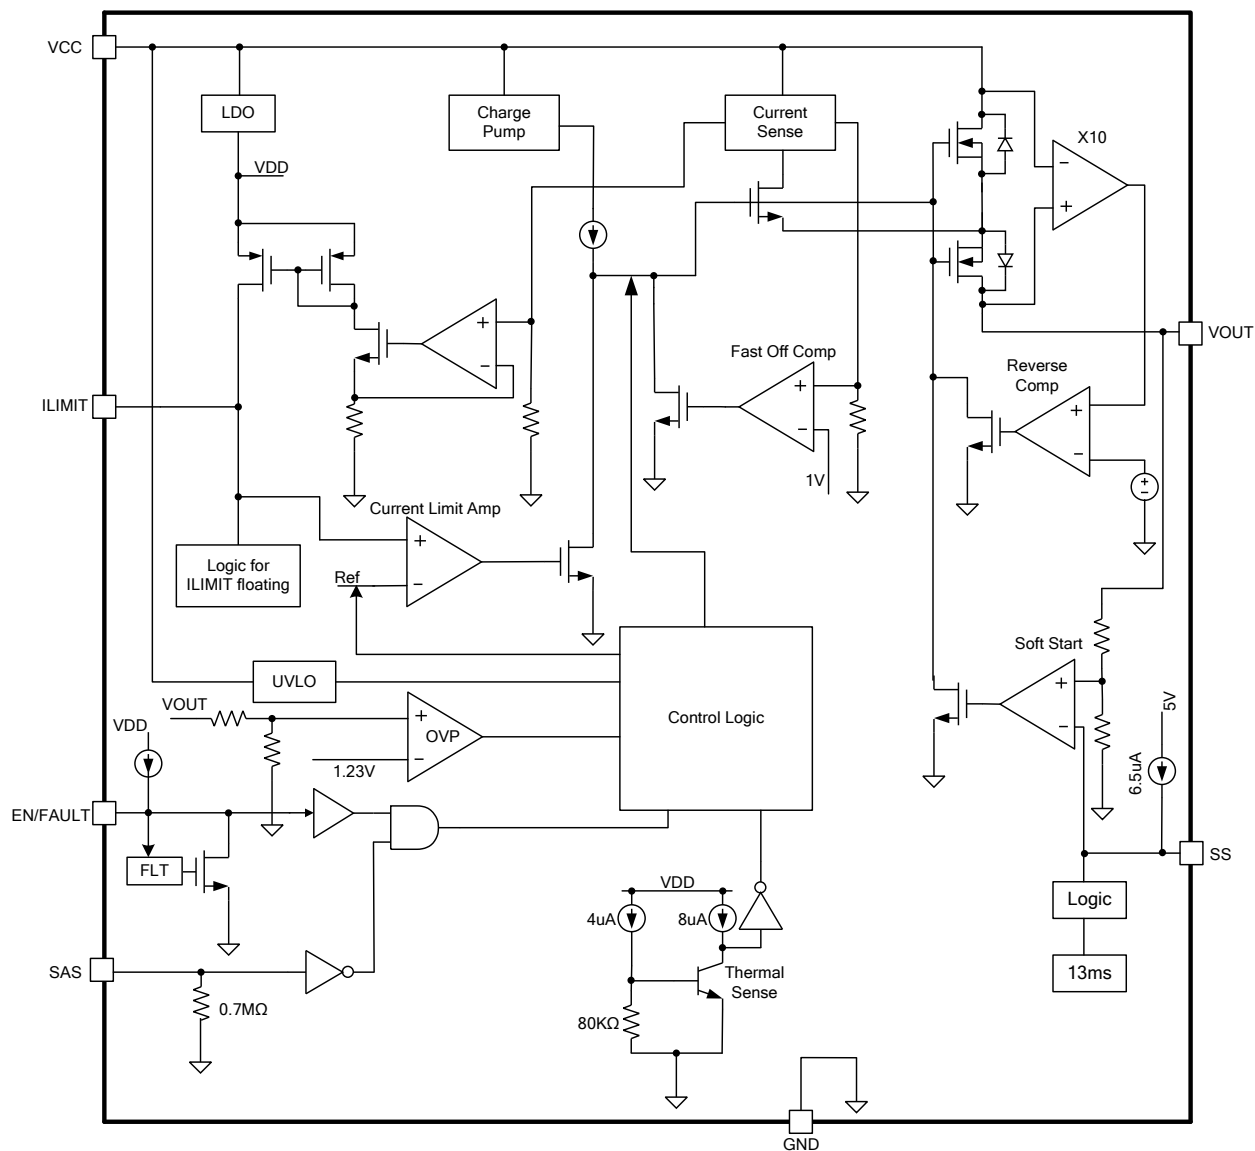 VCC
LDO
Charge
Pump
Current
Sense
X10
−
+
VDD
VOUT
+
−
Fast Off Comp
+
−
1V
Reverse
Comp
+
−
+
−
ILIMIT
Current Limit Amp
+
−
Ref
Logic for
ILIMIT floating
UVLO
Control Logic
Soft Start
+
−
5V
6.5uA
VOUT
+
OVP
−
1.23V
VDD
EN/FAULT
FLT
SS
Logic
13ms
VDD
4uA
8uA
Thermal
Sense
80KΩ
SAS
0.7MΩ
GND